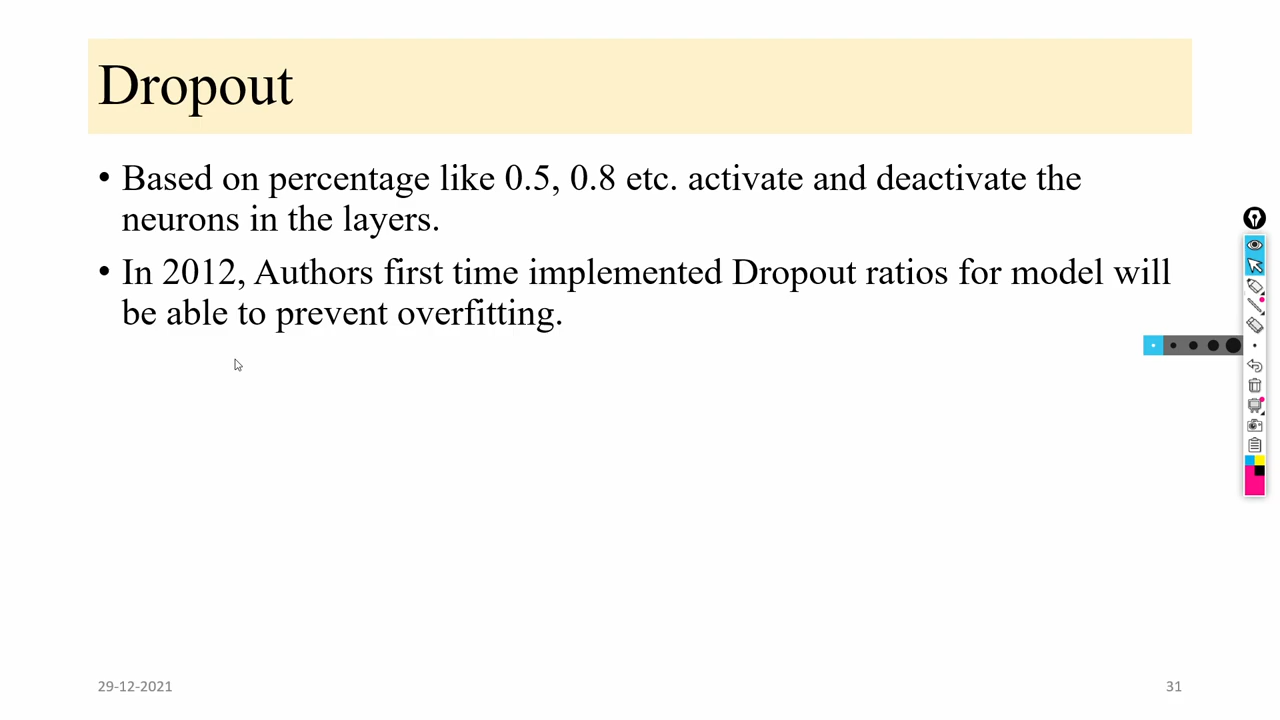 Dropout
• Based on percentage like 0.5, 0.8 etc. activate and deactivate the
neurons in the layers.
• In 2012, Authors first time implemented Dropout ratios for model will
be able to prevent overfitting.
29-12-2021
31